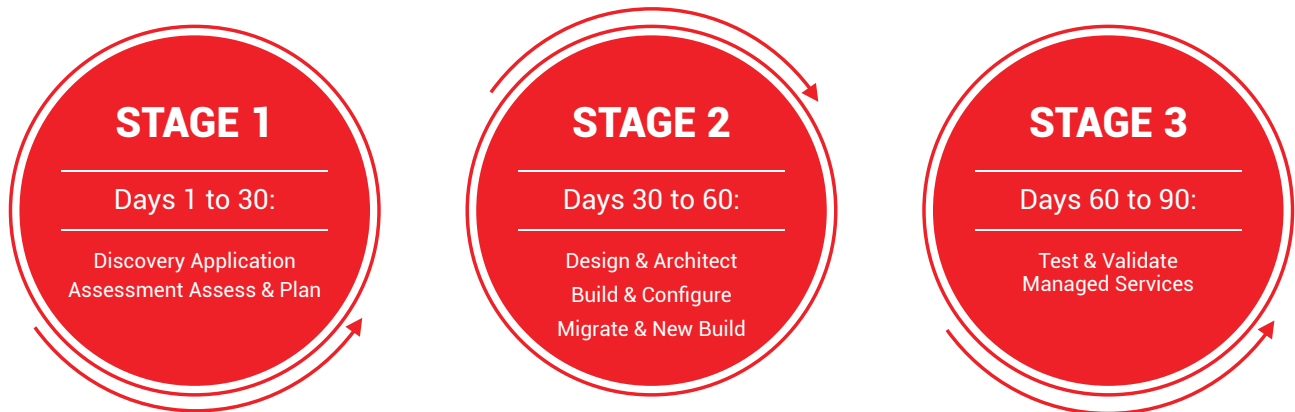 STAGE 1
Days 1 to 30:
Discovery Application
Assessment Assess & Plan
STAGE 2
Days 30 to 60:
Design & Architect
Build & Configure
Migrate & New Build
STAGE 3
Days 60 to 90:
Test & Validate
Managed Services